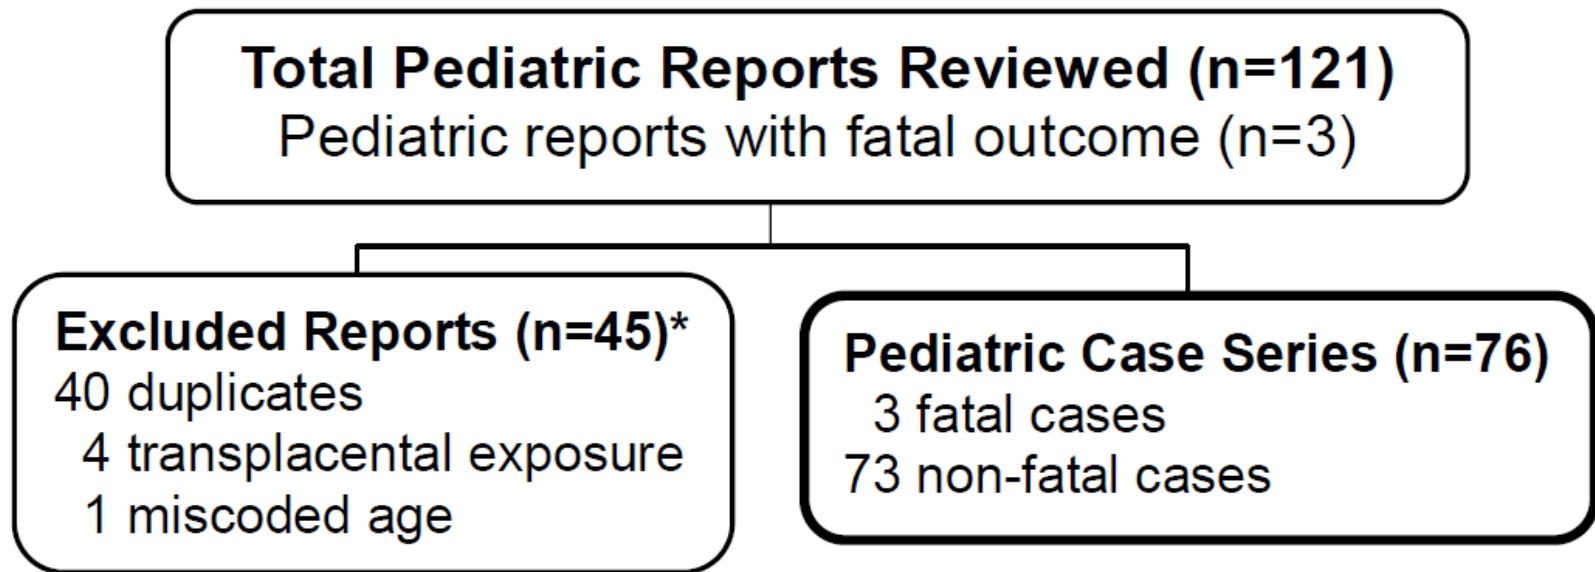 Total Pediatric Reports Reviewed (n=121)
Pediatric reports with fatal outcome (n=3)
Excluded Reports (n=45)*
40 duplicates
4 transplacental exposure
1 miscoded age
Pediatric Case Series (n=76)
3 fatal cases
73 non-fatal cases